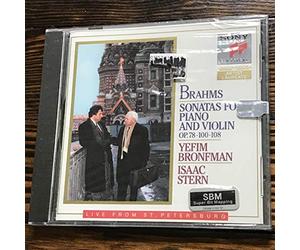 SONY
BRAHMS
SONATAS FOR
PIANO
AND VIOLIN
OP.78·100·108
YEFIM
BRONFMAN
ISAAC
STERN
SBM
Super Bit Mapping
LIVE FROM ST. PETERSBURG